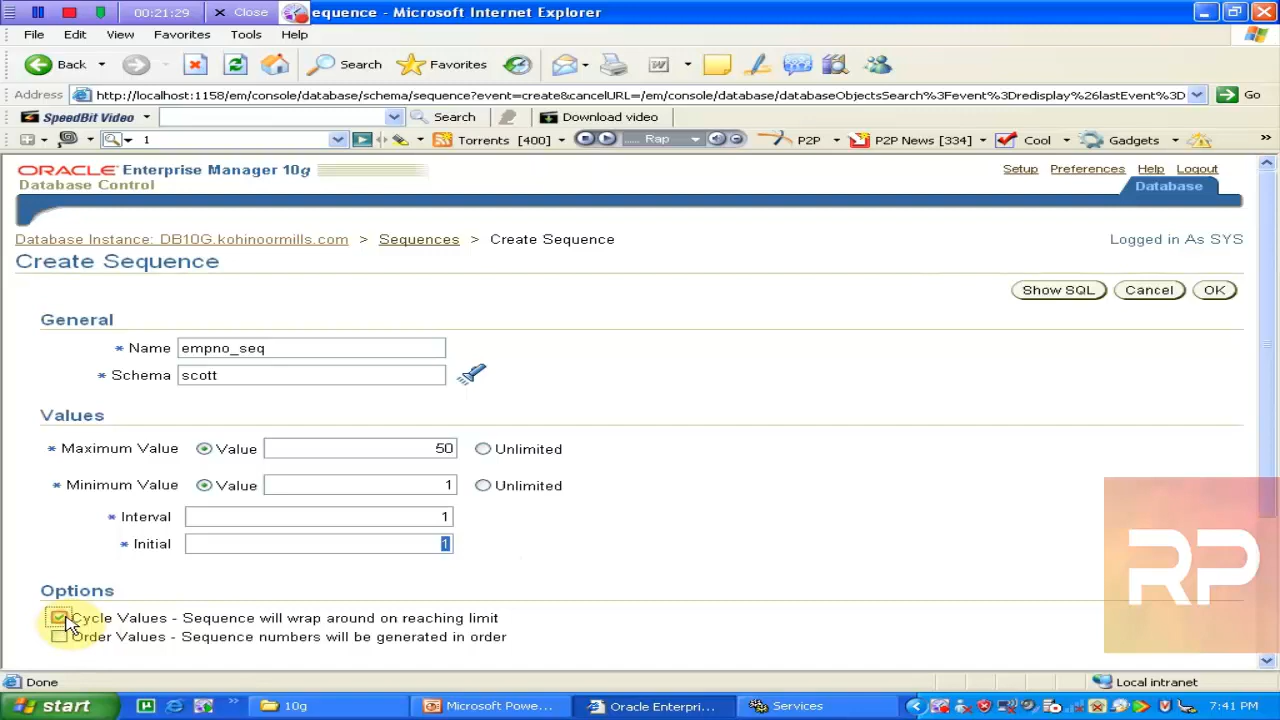 00:21:29 Close equence - Microsoft Internet Explorer
File Edit View Favorites Tools Help
Back Search Favorites
Address http://localhost:1158/em/console/database/schema/sequence?event=create&cancelURL=/em/console/database/databaseObjectsSearch%3Fevent%3Dredisplay%26lastEvent%3D Go
SpeedBit Video Search Download video
1 Torrents [400] Rap P2P P2P News [334] Cool Gadgets »
ORACLE Enterprise Manager 10g
Setup Preferences Help Logout
Database Control
Database
Database Instance: DB10G.kohinoormills.com > Sequences > Create Sequence Logged in As SYS
Create Sequence
Show SQL Cancel OK
General
* Name empno_seq
* Schema scott
Values
* Maximum Value Value 50 Unlimited
* Minimum Value Value 1 Unlimited
* Interval 1
* Initial 1
RP
Options
Cycle Values - Sequence will wrap around on reaching limit
Order Values - Sequence numbers will be generated in order
Done Local intranet
start 10g Microsoft Powe... Oracle Enterpri... Services 7:41 PM